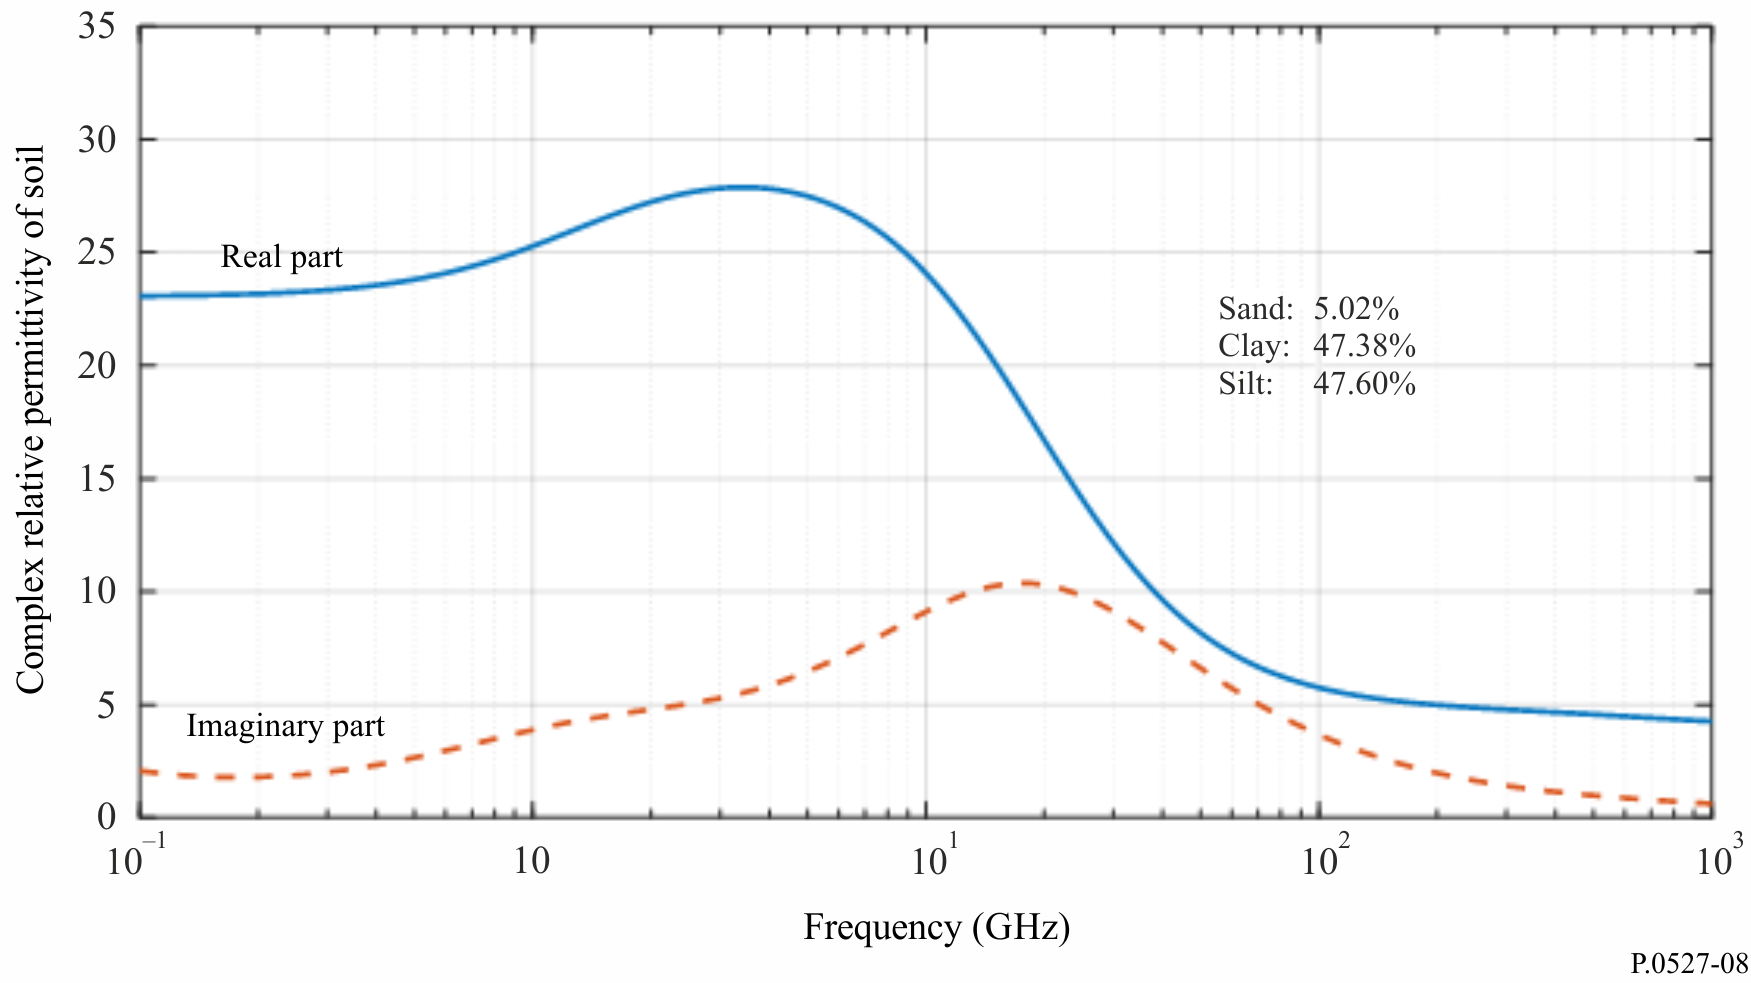 35
30
25
20
15
10
5
0
Complex relative permittivity of soil
Real part
Sand: 5.02%
Clay: 47.38%
Silt: 47.60%
Imaginary part
10⁻¹ 10 10¹ 10² 10³
Frequency (GHz)
P.0527-08